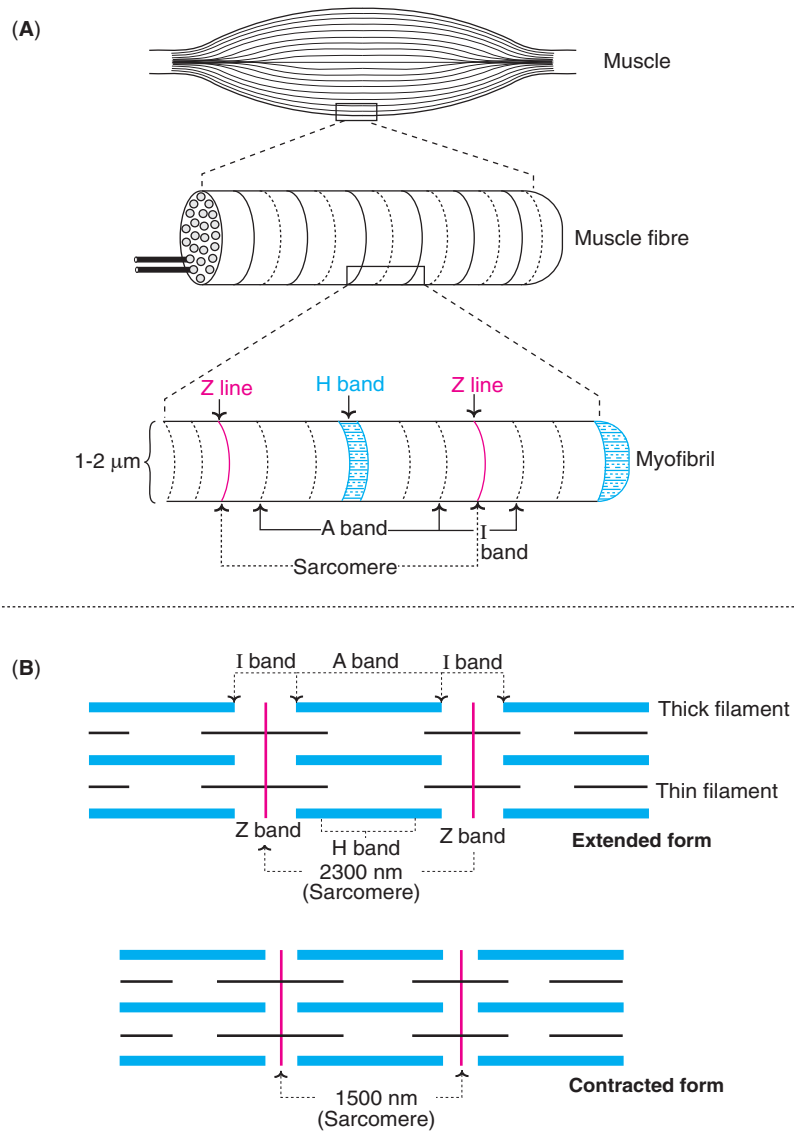 (A)
Muscle
Muscle fibre
Z line
H band
Z line
1-2 μm
Myofibril
A band
I
band
Sarcomere
(B)
I band
A band
I band
Thick filament
Thin filament
Z band
H band
Z band
Extended form
2300 nm
(Sarcomere)
1500 nm
(Sarcomere)
Contracted form